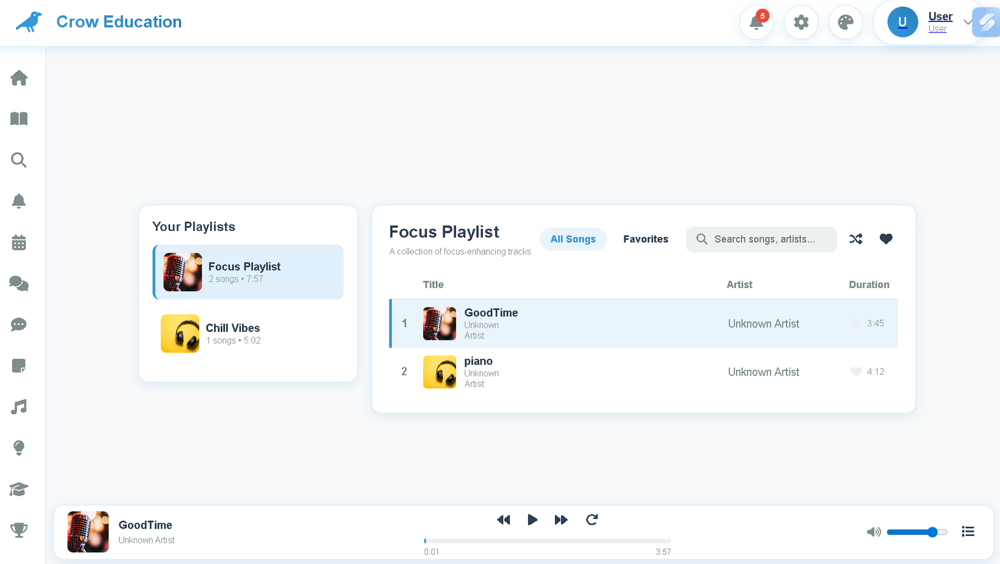 Crow Education
5
U
User
User
Your Playlists
Focus Playlist
2 songs • 7:57
Chill Vibes
1 songs • 5:02
Focus Playlist
A collection of focus-enhancing tracks
All Songs
Favorites
Search songs, artists...
Title Artist Duration
1 GoodTime
Unknown
Artist
Unknown Artist
3:45
2 piano
Unknown
Artist
Unknown Artist
4:12
GoodTime
Unknown Artist
0:01
3:57